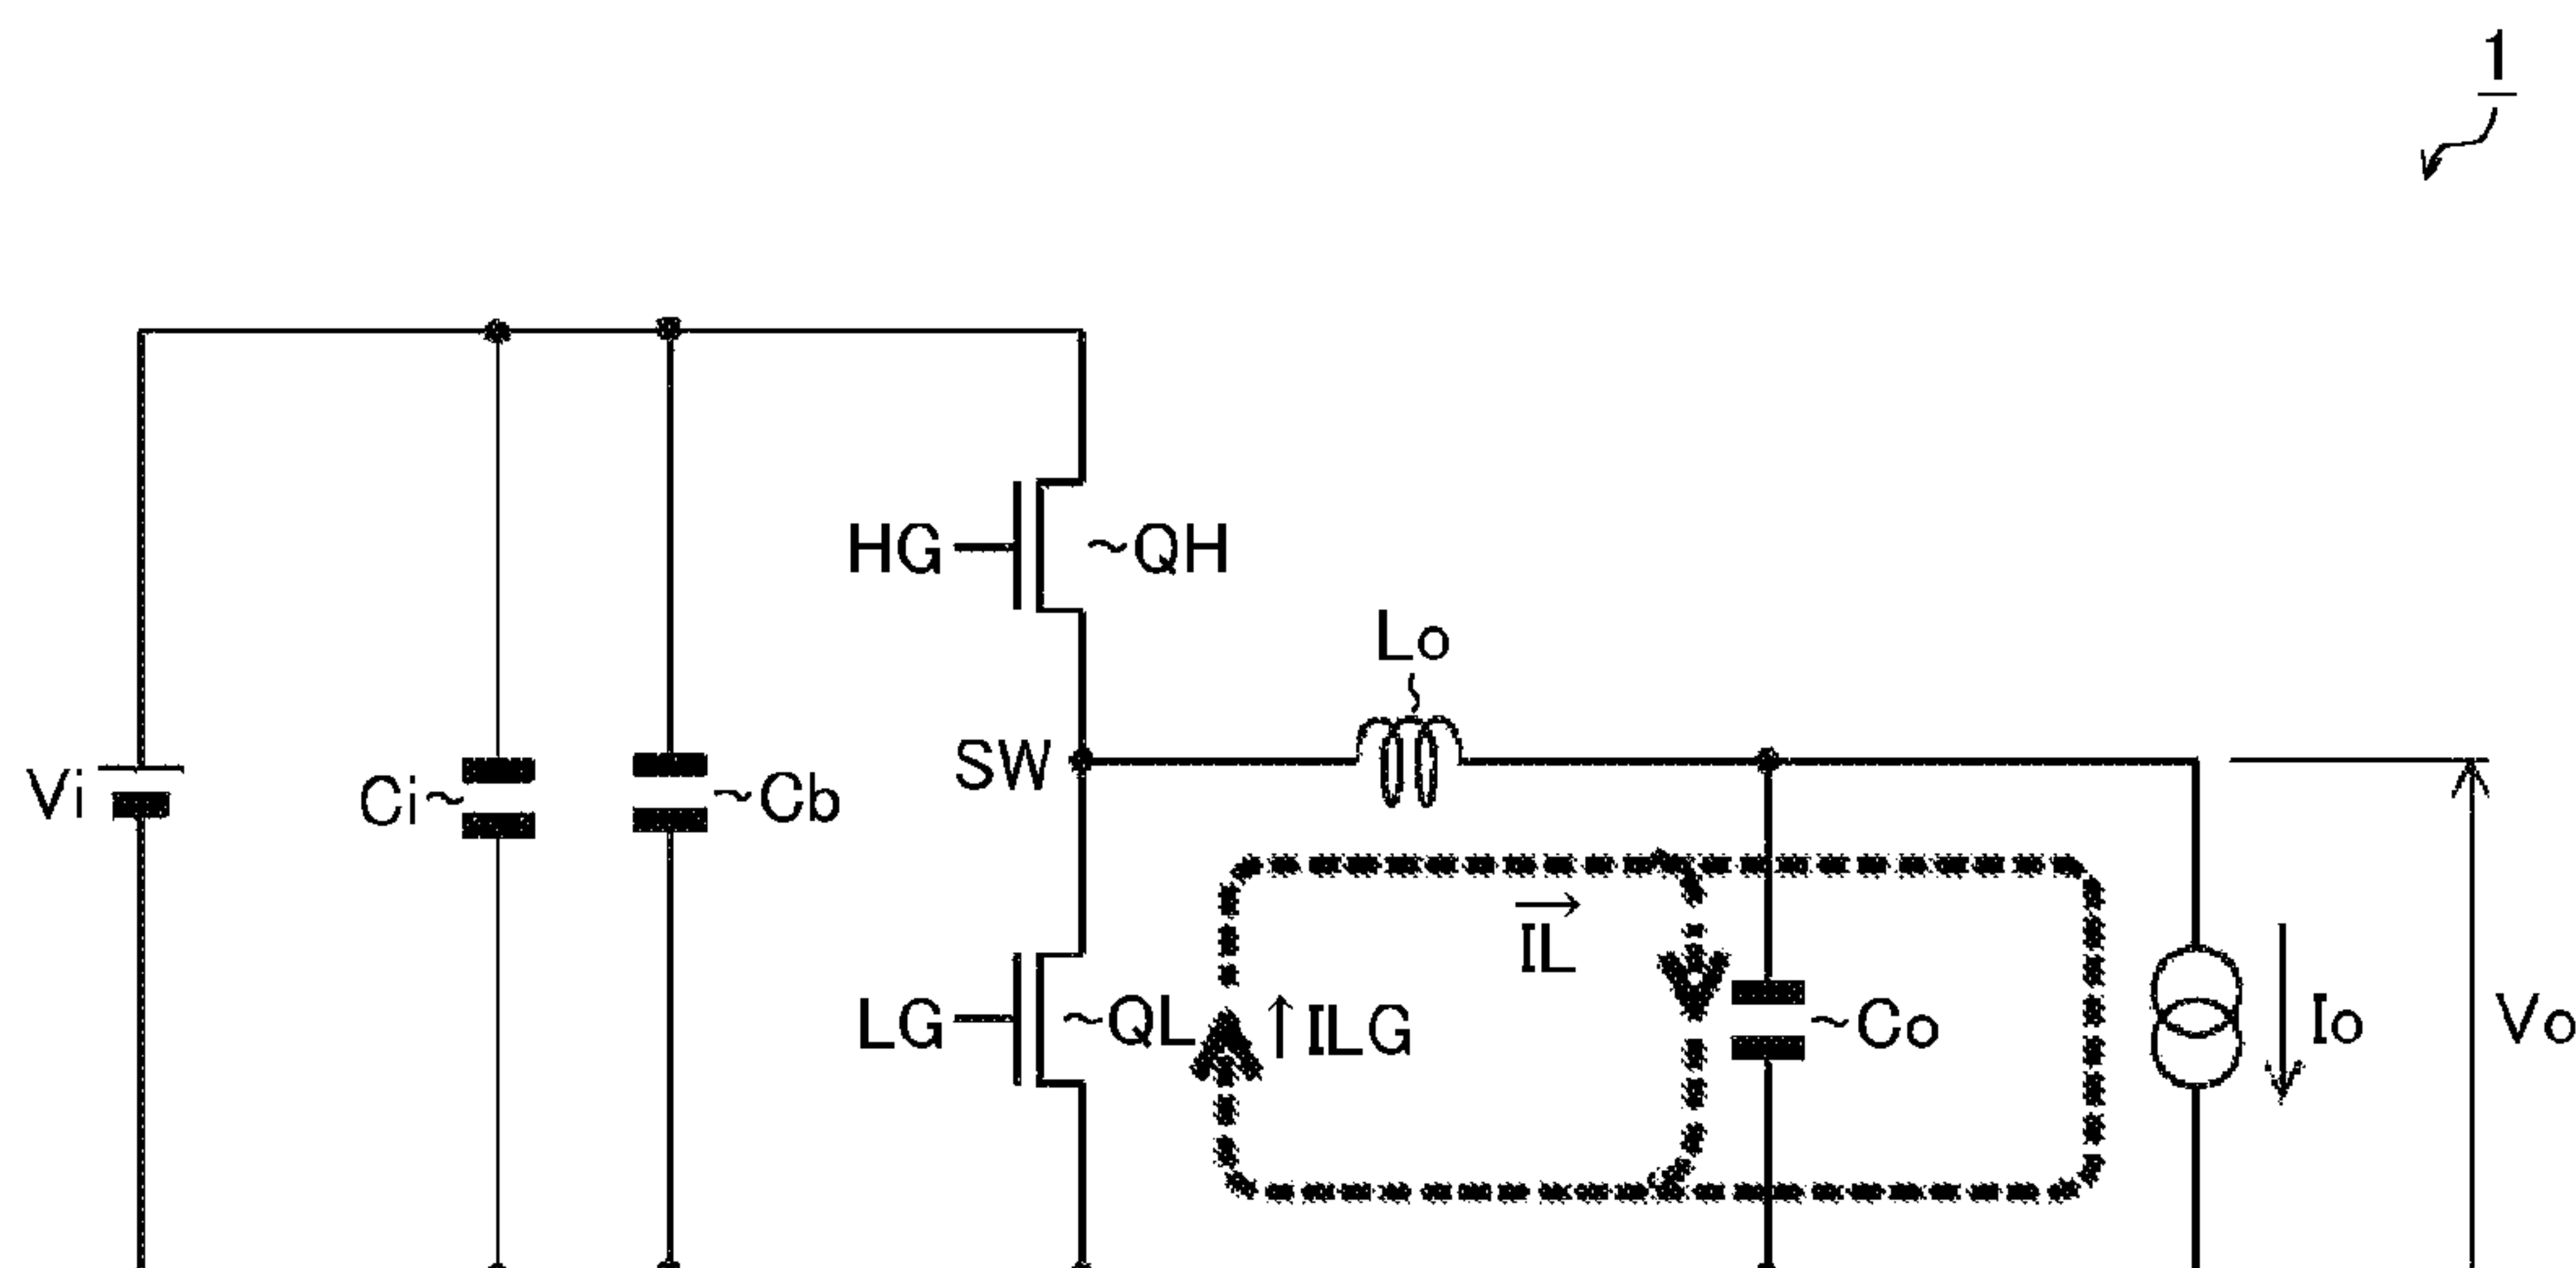 1
HG ~QH
Lo
SW
Vi Ci~ ~Cb
IL
LG ~QL ↑ILG ~Co Io Vo